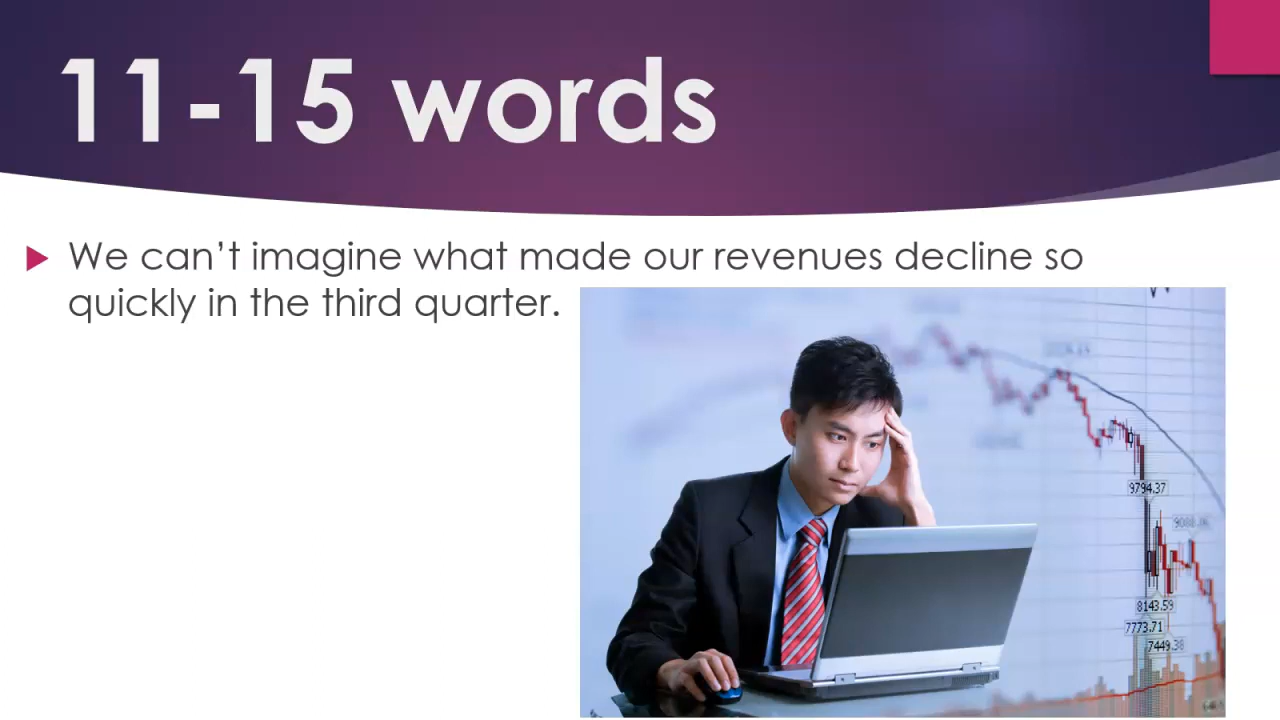 11-15 words
We can't imagine what made our revenues decline so
quickly in the third quarter.
9794.37
8143.59
7773.71
7449.38